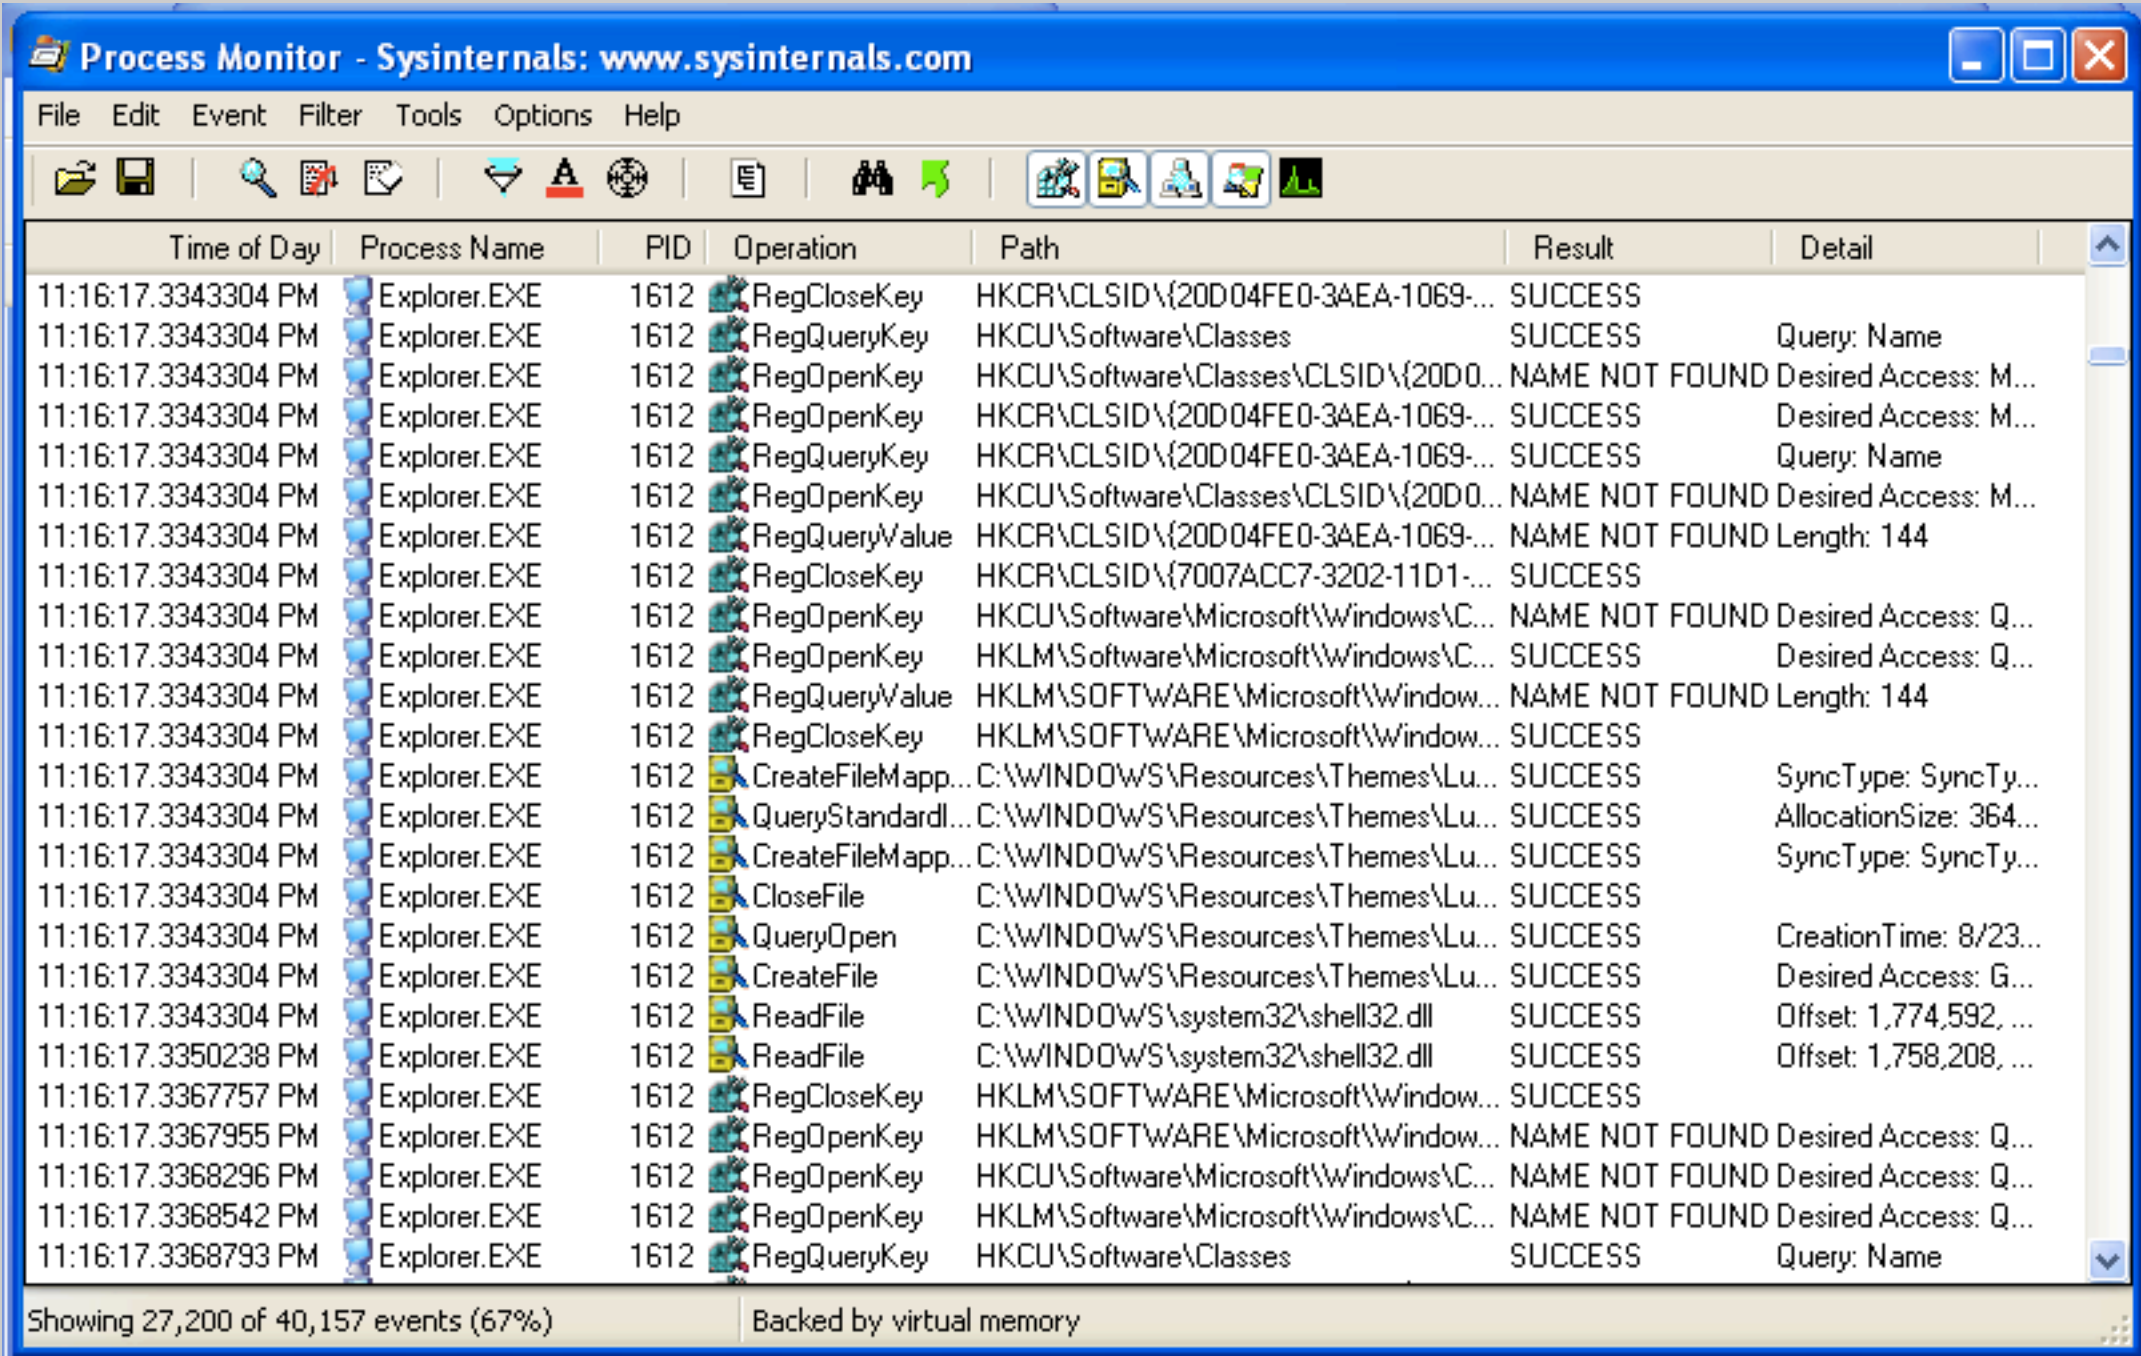 Process Monitor - Sysinternals: www.sysinternals.com
File Edit Event Filter Tools Options Help
Time of Day Process Name PID Operation Path Result Detail
11:16:17.3343304 PM Explorer.EXE 1612 RegCloseKey HKCR\CLSID\{20D04FE0-3AEA-1069-... SUCCESS
11:16:17.3343304 PM Explorer.EXE 1612 RegQueryKey HKCU\Software\Classes SUCCESS Query: Name
11:16:17.3343304 PM Explorer.EXE 1612 RegOpenKey HKCU\Software\Classes\CLSID\{20D0... NAME NOT FOUND Desired Access: M...
11:16:17.3343304 PM Explorer.EXE 1612 RegOpenKey HKCR\CLSID\{20D04FE0-3AEA-1069-... SUCCESS Desired Access: M...
11:16:17.3343304 PM Explorer.EXE 1612 RegQueryKey HKCR\CLSID\{20D04FE0-3AEA-1069-... SUCCESS Query: Name
11:16:17.3343304 PM Explorer.EXE 1612 RegOpenKey HKCU\Software\Classes\CLSID\{20D0... NAME NOT FOUND Desired Access: M...
11:16:17.3343304 PM Explorer.EXE 1612 RegQueryValue HKCR\CLSID\{20D04FE0-3AEA-1069-... NAME NOT FOUND Length: 144
11:16:17.3343304 PM Explorer.EXE 1612 RegCloseKey HKCR\CLSID\{7007ACC7-3202-11D1-... SUCCESS
11:16:17.3343304 PM Explorer.EXE 1612 RegOpenKey HKCU\Software\Microsoft\Windows\C... NAME NOT FOUND Desired Access: Q...
11:16:17.3343304 PM Explorer.EXE 1612 RegOpenKey HKLM\Software\Microsoft\Windows\C... SUCCESS Desired Access: Q...
11:16:17.3343304 PM Explorer.EXE 1612 RegQueryValue HKLM\SOFTWARE\Microsoft\Window... NAME NOT FOUND Length: 144
11:16:17.3343304 PM Explorer.EXE 1612 RegCloseKey HKLM\SOFTWARE\Microsoft\Window... SUCCESS
11:16:17.3343304 PM Explorer.EXE 1612 CreateFileMapp... C:\WINDOWS\Resources\Themes\Lu... SUCCESS SyncType: SyncTy...
11:16:17.3343304 PM Explorer.EXE 1612 QueryStandardI... C:\WINDOWS\Resources\Themes\Lu... SUCCESS AllocationSize: 364...
11:16:17.3343304 PM Explorer.EXE 1612 CreateFileMapp... C:\WINDOWS\Resources\Themes\Lu... SUCCESS SyncType: SyncTy...
11:16:17.3343304 PM Explorer.EXE 1612 CloseFile C:\WINDOWS\Resources\Themes\Lu... SUCCESS
11:16:17.3343304 PM Explorer.EXE 1612 QueryOpen C:\WINDOWS\Resources\Themes\Lu... SUCCESS CreationTime: 8/23...
11:16:17.3343304 PM Explorer.EXE 1612 CreateFile C:\WINDOWS\Resources\Themes\Lu... SUCCESS Desired Access: G...
11:16:17.3343304 PM Explorer.EXE 1612 ReadFile C:\WINDOWS\system32\shell32.dll SUCCESS Offset: 1,774,592, ...
11:16:17.3350238 PM Explorer.EXE 1612 ReadFile C:\WINDOWS\system32\shell32.dll SUCCESS Offset: 1,758,208, ...
11:16:17.3367757 PM Explorer.EXE 1612 RegCloseKey HKLM\SOFTWARE\Microsoft\Window... SUCCESS
11:16:17.3367955 PM Explorer.EXE 1612 RegOpenKey HKLM\SOFTWARE\Microsoft\Window... NAME NOT FOUND Desired Access: Q...
11:16:17.3368296 PM Explorer.EXE 1612 RegOpenKey HKCU\Software\Microsoft\Windows\C... NAME NOT FOUND Desired Access: Q...
11:16:17.3368542 PM Explorer.EXE 1612 RegOpenKey HKLM\Software\Microsoft\Windows\C... NAME NOT FOUND Desired Access: Q...
11:16:17.3368793 PM Explorer.EXE 1612 RegQueryKey HKCU\Software\Classes SUCCESS Query: Name
Showing 27,200 of 40,157 events (67%) Backed by virtual memory